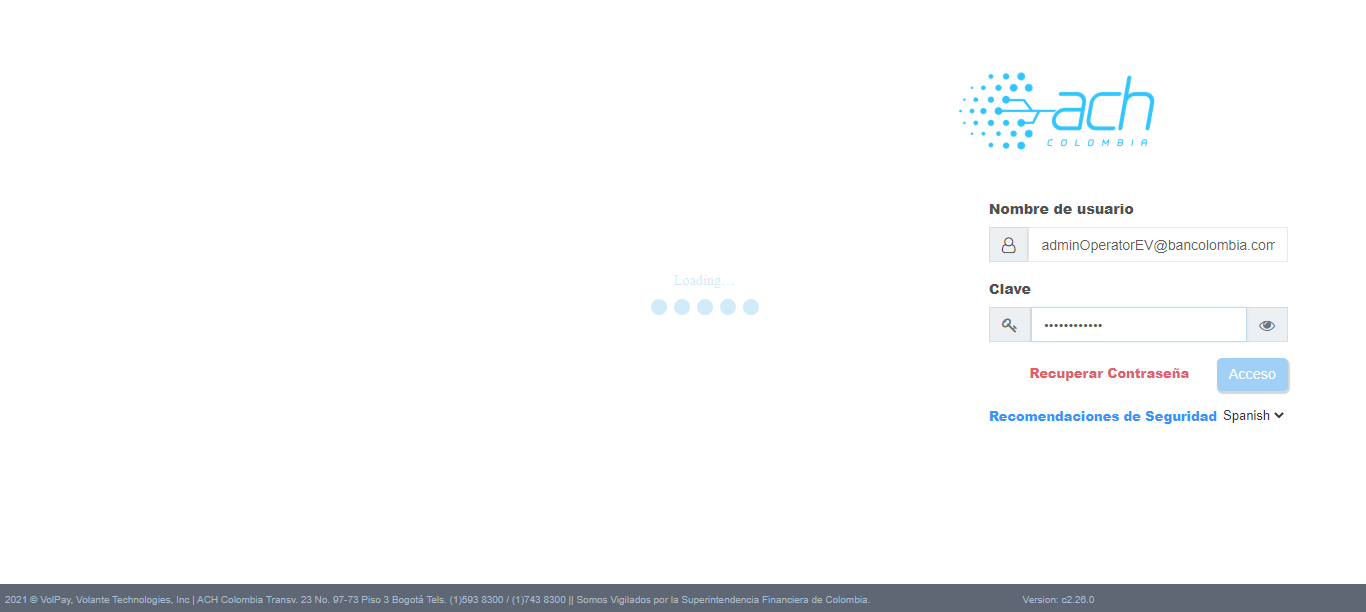 ach
COLOMBIA
Nombre de usuario
adminOperatorEV@bancolombia.com
Clave
••••••••••••
Loading...
Recuperar Contraseña
Acceso
Recomendaciones de Seguridad Spanish
2021 © VolPay, Volante Technologies, Inc | ACH Colombia Transv. 23 No. 97-73 Piso 3 Bogotá Tels. (1)593 8300 / (1)743 8300 || Somos Vigilados por la Superintendencia Financiera de Colombia. Version: c2.26.0